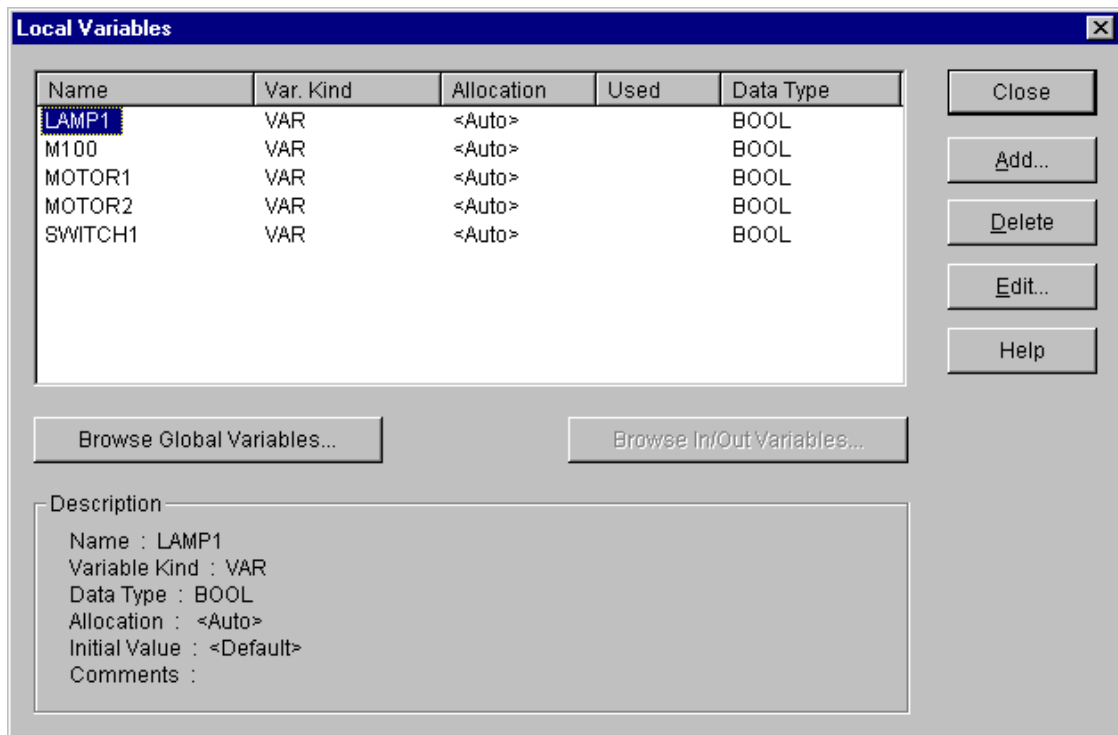 Local Variables
Name Var. Kind Allocation Used Data Type
LAMP1 VAR <Auto> BOOL
M100 VAR <Auto> BOOL
MOTOR1 VAR <Auto> BOOL
MOTOR2 VAR <Auto> BOOL
SWITCH1 VAR <Auto> BOOL
Close
Add...
Delete
Edit...
Help
Browse Global Variables... Browse In/Out Variables...
Description
Name : LAMP1
Variable Kind : VAR
Data Type : BOOL
Allocation : <Auto>
Initial Value : <Default>
Comments :